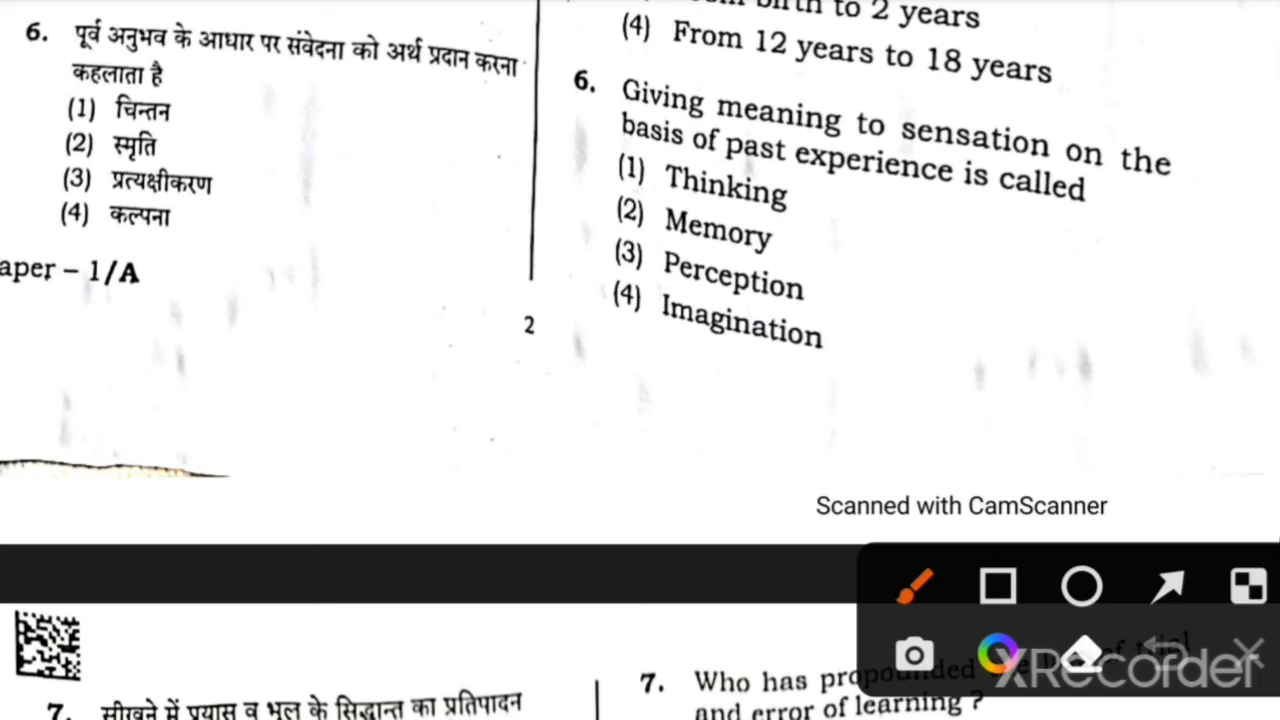 6. पूर्व अनुभव के आधार पर संवेदना को अर्थ प्रदान करना
कहलाता है
(1) चिन्तन
(2) स्मृति
(3) प्रत्यक्षीकरण
(4) कल्पना
aper – 1/A
birth to 2 years
(4) From 12 years to 18 years
6. Giving meaning to sensation on the
basis of past experience is called
(1) Thinking
(2) Memory
(3) Perception
(4) Imagination
2
Scanned with CamScanner
7. सीखने में प्रयास व भूल के सिद्धान्त का प्रतिपादन
7. Who has propounded of trial
and error of learning ?
XRecorder